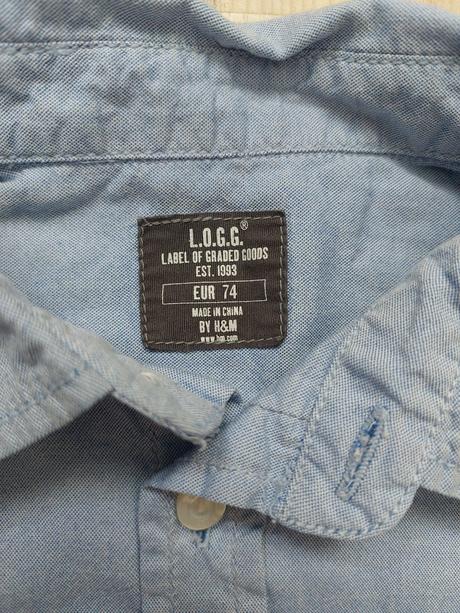 L.O.G.G.®
LABEL OF GRADED GOODS
EST. 1993
EUR 74
MADE IN CHINA
BY H&M
www.hm.com